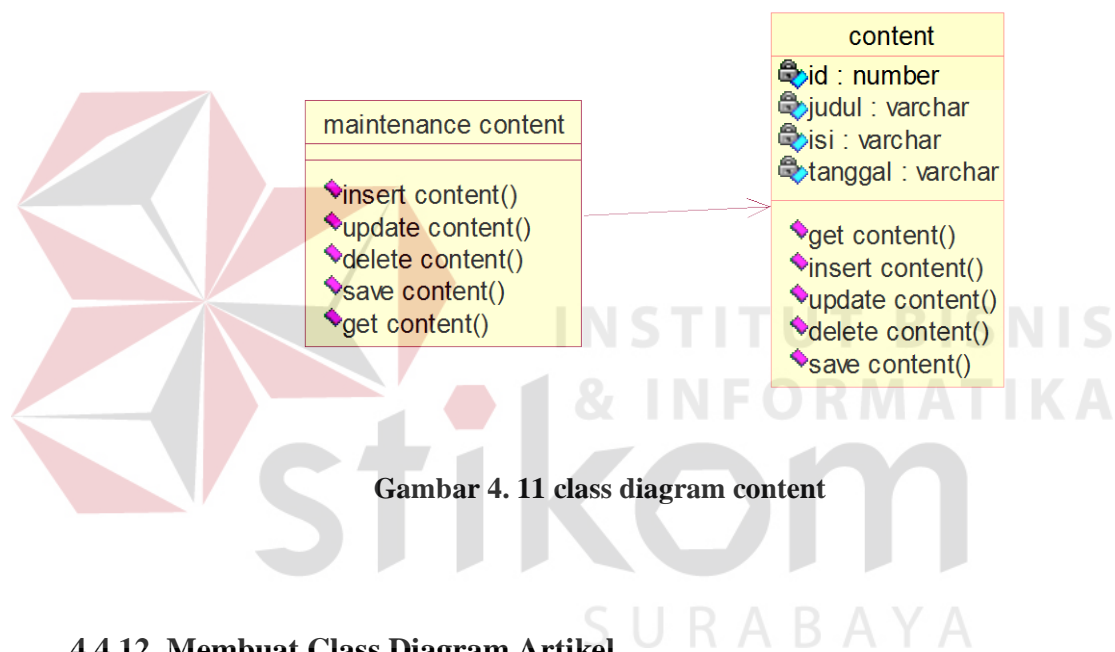 content
id : number
judul : varchar
isi : varchar
tanggal : varchar
get content()
insert content()
update content()
delete content()
save content()
maintenance content
insert content()
update content()
delete content()
save content()
get content()
INSTITUT BISNIS
& INFORMATIKA
stikom
SURABAYA
Gambar 4. 11 class diagram content
4.4.12 Membuat Class Diagram Artikel